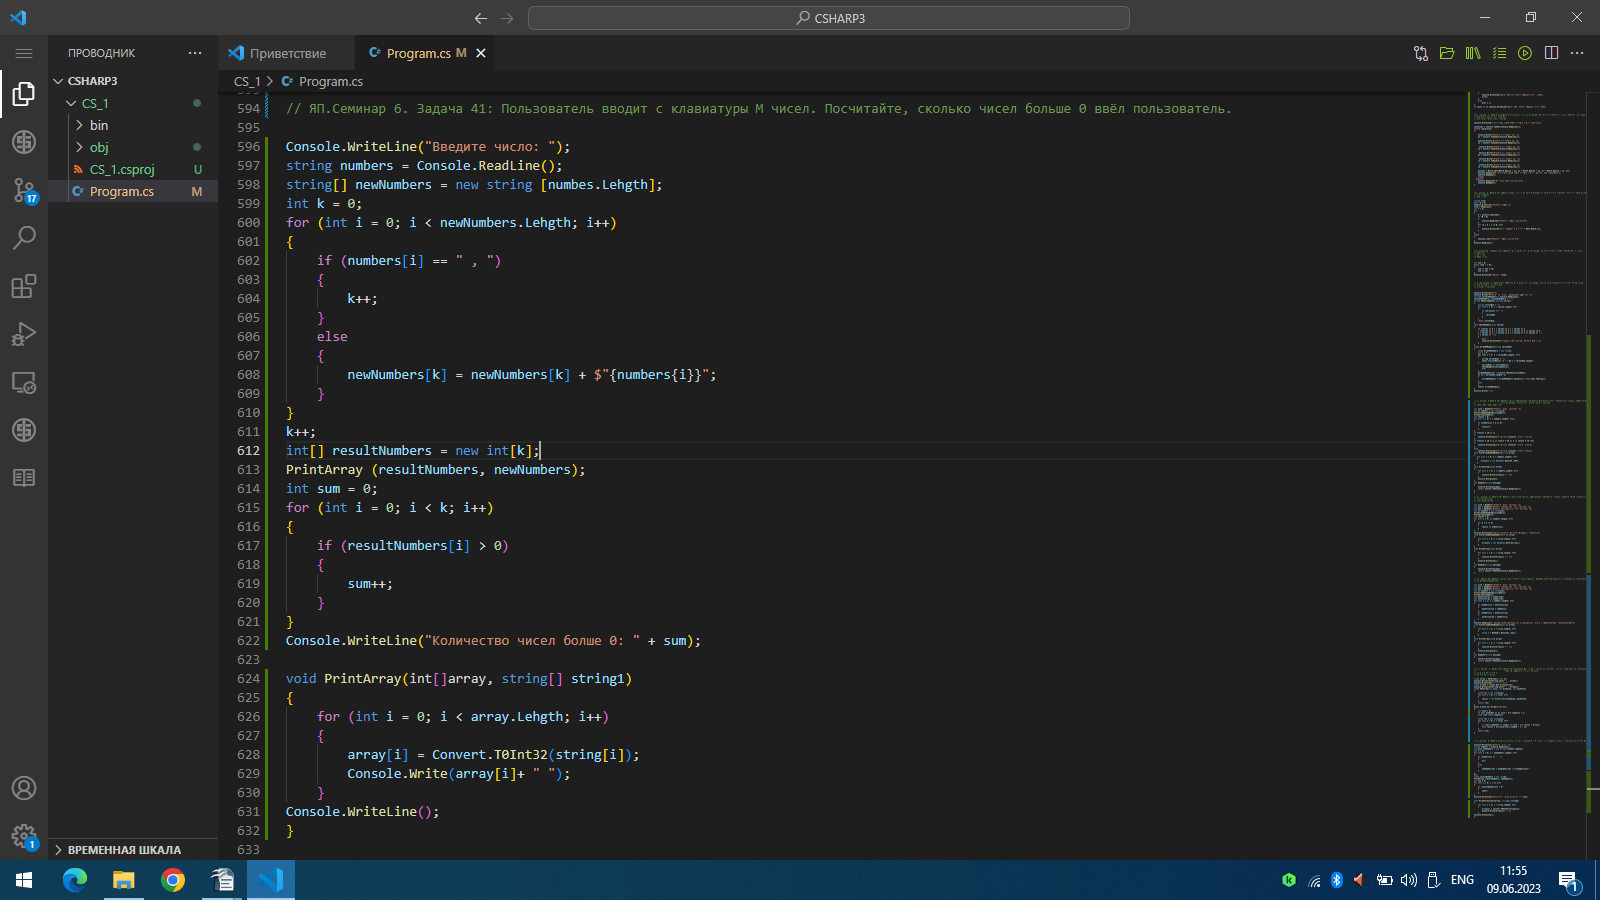 CSHARP3
ПРОВОДНИК
CSHARP3
CS_1
bin
obj
CS_1.csproj U
Program.cs M
17
1
ВРЕМЕННАЯ ШКАЛА
Приветствие
Program.cs M
CS_1 > Program.cs
594 // ЯП.Семинар 6. Задача 41: Пользователь вводит с клавиатуры M чисел. Посчитайте, сколько чисел больше 0 ввёл пользователь.
595
596 Console.WriteLine("Введите число: ");
597 string numbers = Console.ReadLine();
598 string[] newNumbers = new string [numbes.Lehgth];
599 int k = 0;
600 for (int i = 0; i < newNumbers.Lehgth; i++)
601 {
602 if (numbers[i] == " , ")
603 {
604 k++;
605 }
606 else
607 {
608 newNumbers[k] = newNumbers[k] + $"{numbers{i}}";
609 }
610 }
611 k++;
612 int[] resultNumbers = new int[k];
613 PrintArray (resultNumbers, newNumbers);
614 int sum = 0;
615 for (int i = 0; i < k; i++)
616 {
617 if (resultNumbers[i] > 0)
618 {
619 sum++;
620 }
621 }
622 Console.WriteLine("Количество чисел болше 0: " + sum);
623
624 void PrintArray(int[]array, string[] string1)
625 {
626 for (int i = 0; i < array.Lehgth; i++)
627 {
628 array[i] = Convert.T0Int32(string[i]);
629 Console.Write(array[i]+ " ");
630 }
631 Console.WriteLine();
632 }
633
ENG
11:55
09.06.2023
1